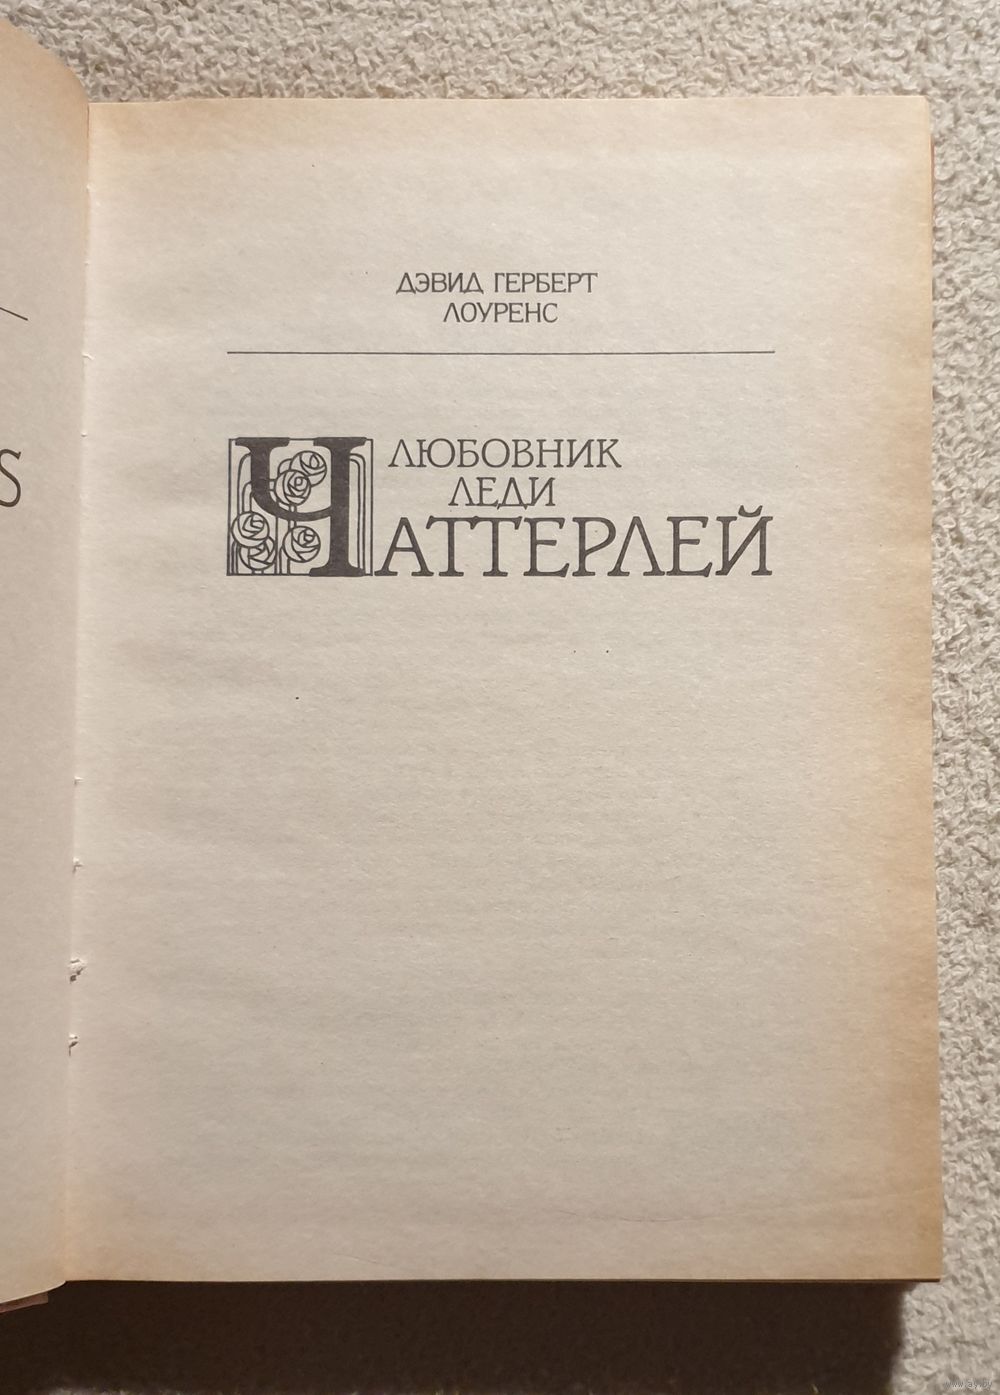 ДЭВИД ГЕРБЕРТ
ЛОУРЕНС
ЛЮБОВНИК
ЛЕДИ
ЧАТТЕРЛЕЙ
S